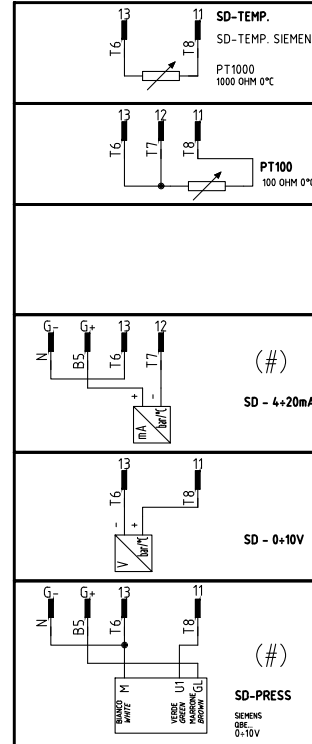 13 11
SD-TEMP.
T6 T8
SD-TEMP. SIEMEN
PT1000
1000 OHM 0°C
13 12 11
T6 T7 T8
PT100
100 OHM 0°C
G- G+ 13 12
N B5 T6 T7
(#)
+ -
mA bar/°C
SD - 4÷20mA
13 11
T6 T8
- +
V bar/°C
SD - 0÷10V
G- G+ 13 11
N B5 T6 T8
(#)
BIANCO
WHITE
M
VERDE
GREEN
U1
MARRONE
BROWN
GL
SD-PRESS
SIEMENS
QBE...
0÷10V